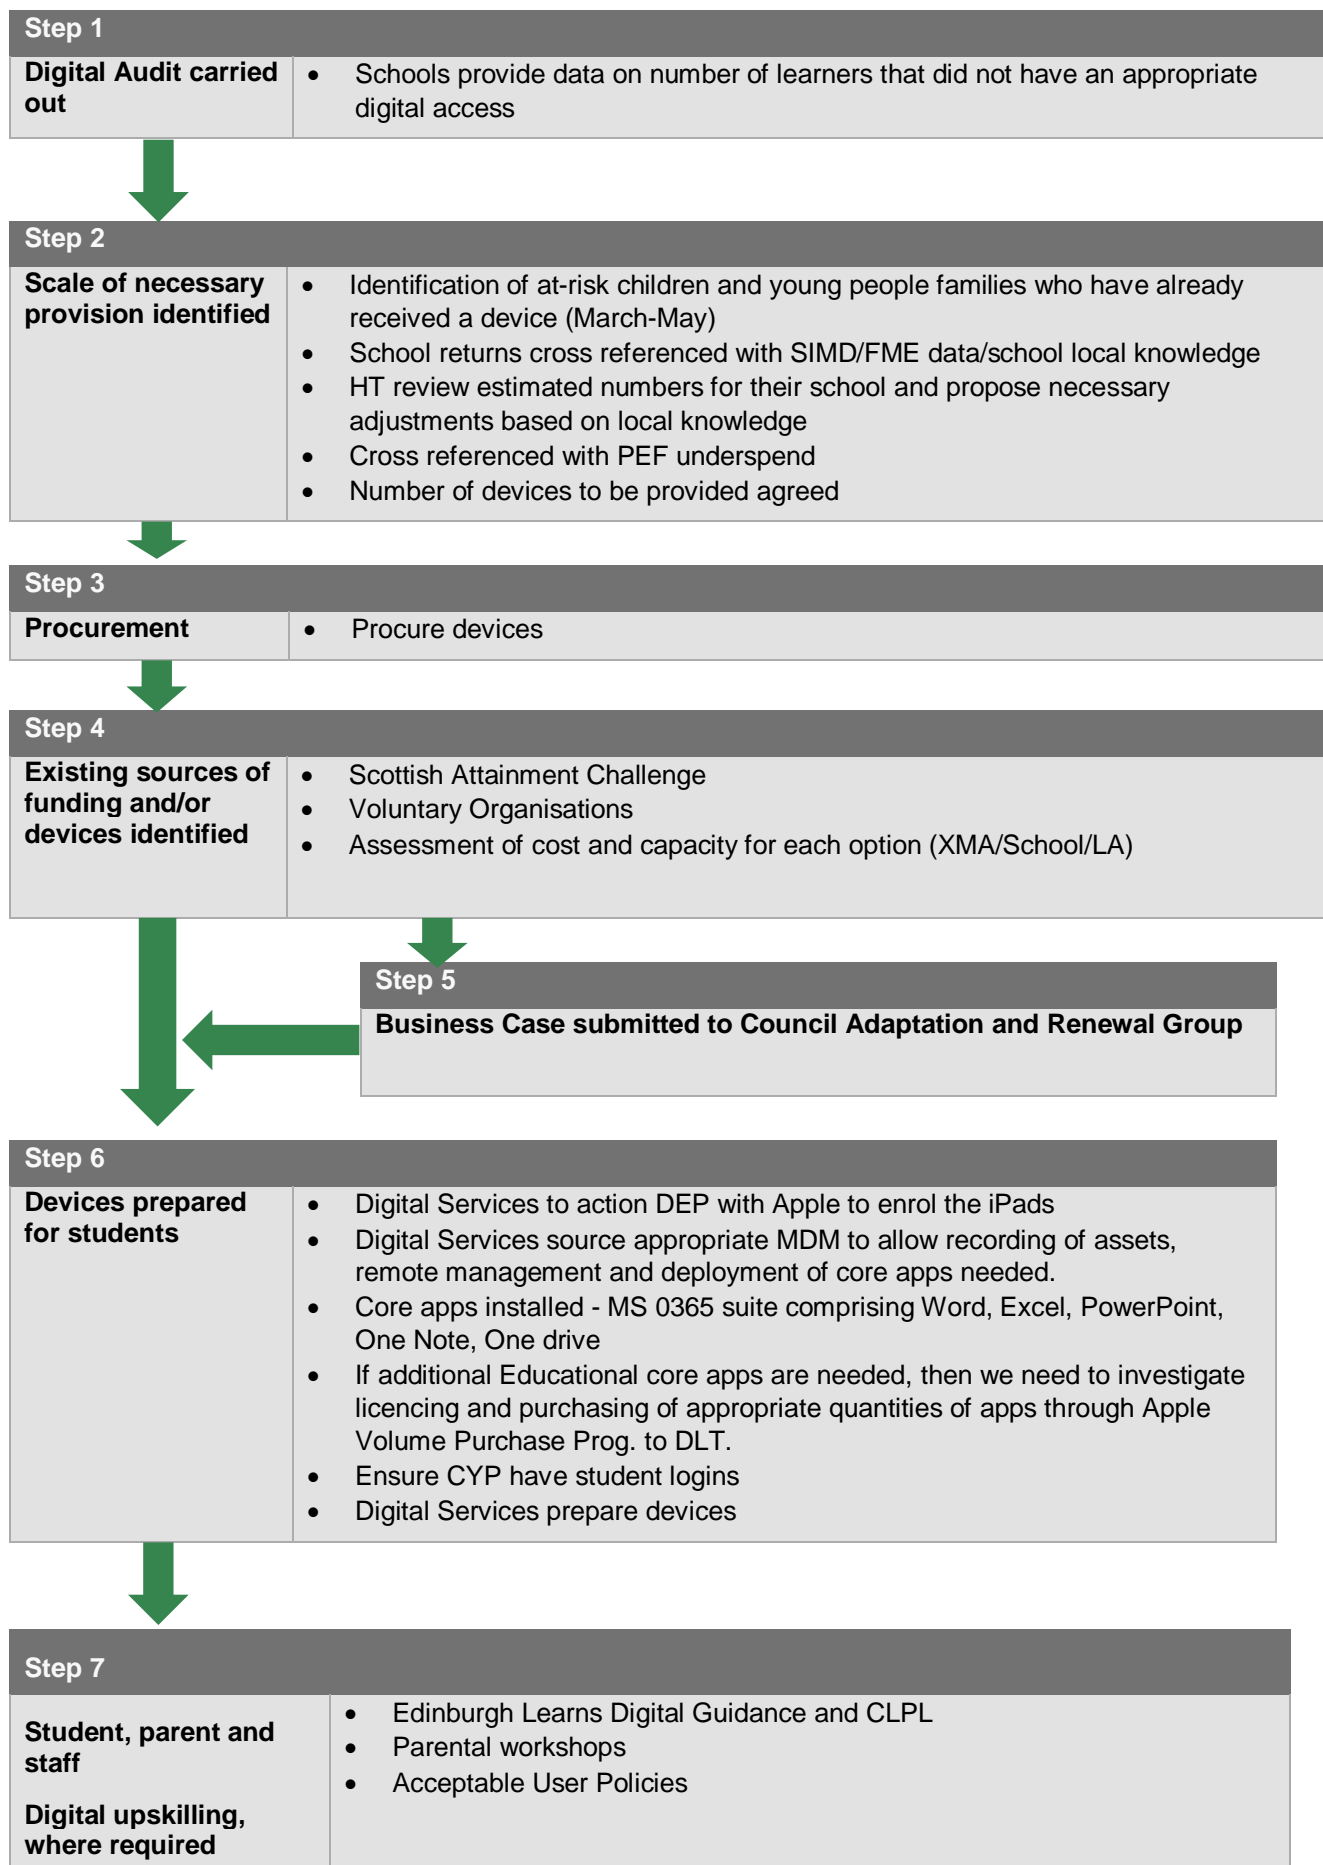 Step 1
Digital Audit carried
out
• Schools provide data on number of learners that did not have an appropriate
digital access
Step 2
Scale of necessary
provision identified
• Identification of at-risk children and young people families who have already
received a device (March-May)
• School returns cross referenced with SIMD/FME data/school local knowledge
• HT review estimated numbers for their school and propose necessary
adjustments based on local knowledge
• Cross referenced with PEF underspend
• Number of devices to be provided agreed
Step 3
Procurement
• Procure devices
Step 4
Existing sources of
funding and/or
devices identified
• Scottish Attainment Challenge
• Voluntary Organisations
• Assessment of cost and capacity for each option (XMA/School/LA)
Step 5
Business Case submitted to Council Adaptation and Renewal Group
Step 6
Devices prepared
for students
• Digital Services to action DEP with Apple to enrol the iPads
• Digital Services source appropriate MDM to allow recording of assets,
remote management and deployment of core apps needed.
• Core apps installed - MS 0365 suite comprising Word, Excel, PowerPoint,
One Note, One drive
• If additional Educational core apps are needed, then we need to investigate
licencing and purchasing of appropriate quantities of apps through Apple
Volume Purchase Prog. to DLT.
• Ensure CYP have student logins
• Digital Services prepare devices
Step 7
Student, parent and
staff
Digital upskilling,
where required
• Edinburgh Learns Digital Guidance and CLPL
• Parental workshops
• Acceptable User Policies